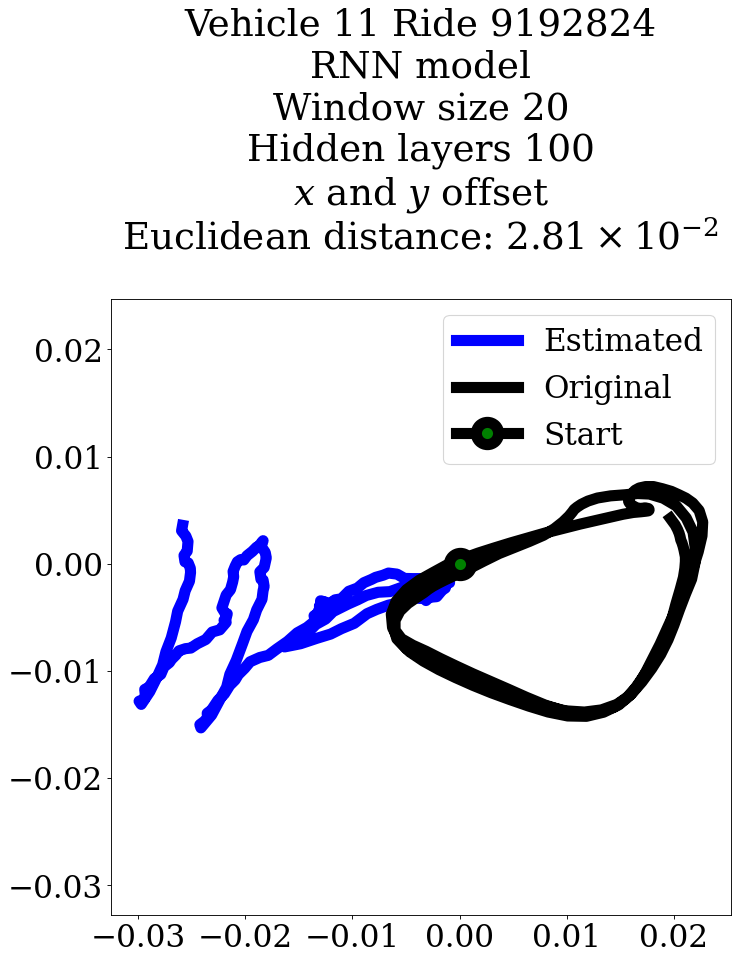 Vehicle 11 Ride 9192824
RNN model
Window size 20
Hidden layers 100
x and y offset
Euclidean distance: 2.81 × 10⁻²
Estimated
Original
Start
0.02
0.01
0.00
−0.01
−0.02
−0.03
−0.03 −0.02 −0.01 0.00 0.01 0.02